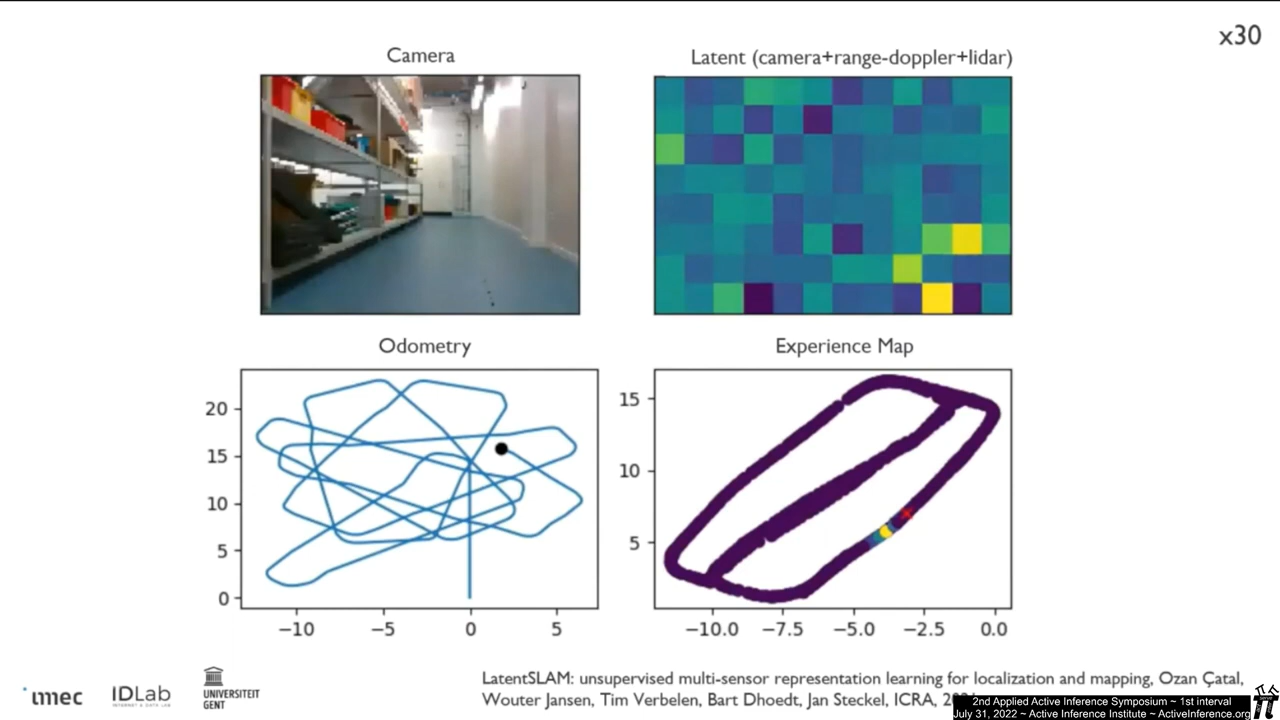 x30
Camera
Latent (camera+range-doppler+lidar)
Odometry
Experience Map
20
15
10
5
0
−10
−5
0
5
15
10
5
−10.0
−7.5
−5.0
−2.5
0.0
imec
IDLab
INTERNET & DATA LAB
UNIVERSITEIT
GENT
LatentSLAM: unsupervised multi-sensor representation learning for localization and mapping, Ozan Çatal,
Wouter Jansen, Tim Verbelen, Bart Dhoedt, Jan Steckel, ICRA,
2nd Applied Active Inference Symposium ~ 1st interval
July 31, 2022 ~ Active Inference Institute ~ ActiveInference.org